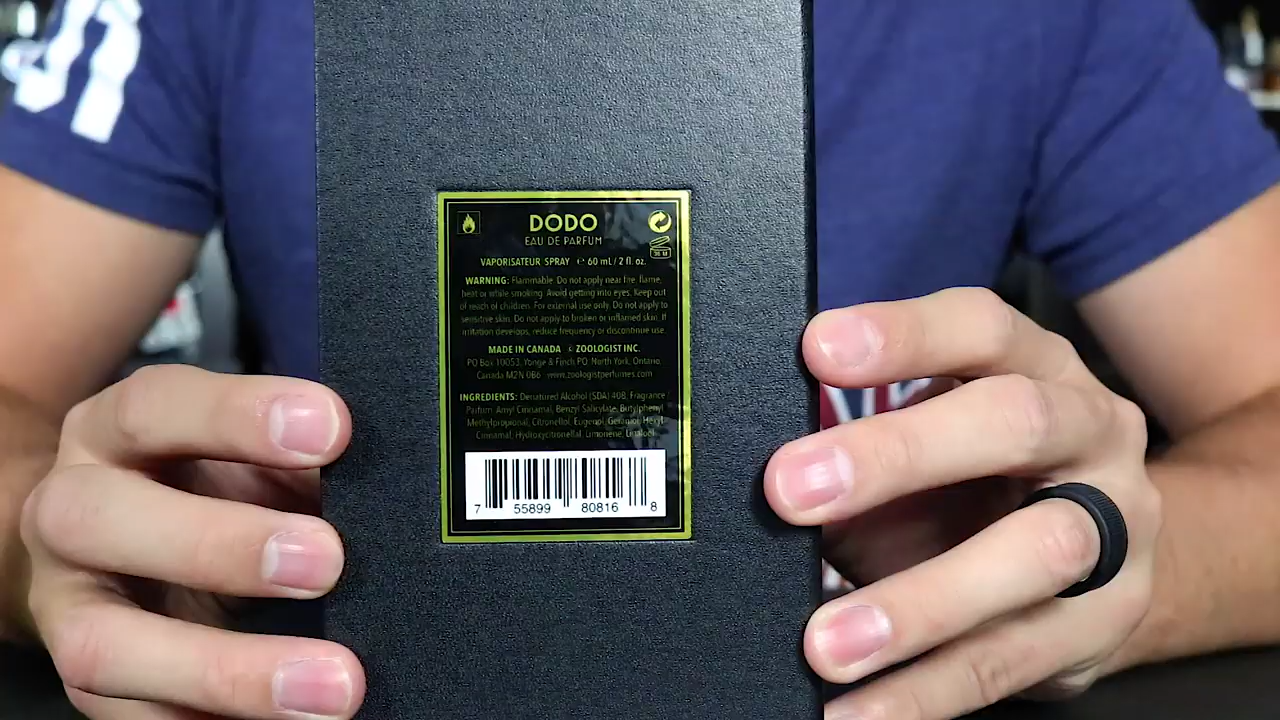 DODO
EAU DE PARFUM
VAPORISATEUR SPRAY ℮ 60 mL / 2 fl. oz.
36 M
WARNING: Flammable. Do not apply near fire, flame,
heat or while smoking. Avoid getting into eyes. Keep out
of reach of children. For external use only. Do not apply to
sensitive skin. Do not apply to broken or inflamed skin. If
irritation develops, reduce frequency or discontinue use.
MADE IN CANADA © ZOOLOGIST INC.
PO Box 10053, Yonge & Finch PO, North York, Ontario,
Canada M2N 0B6 www.zoologistperfumes.com
INGREDIENTS: Denatured Alcohol (SDA) 40B, Fragrance /
Parfum, Amyl Cinnamal, Benzyl Salicylate, Butylphenyl
Methylpropional, Citronellol, Eugenol, Geraniol, Hexyl
Cinnamal, Hydroxycitronellal, Limonene, Linalool
7 55899 80816 8